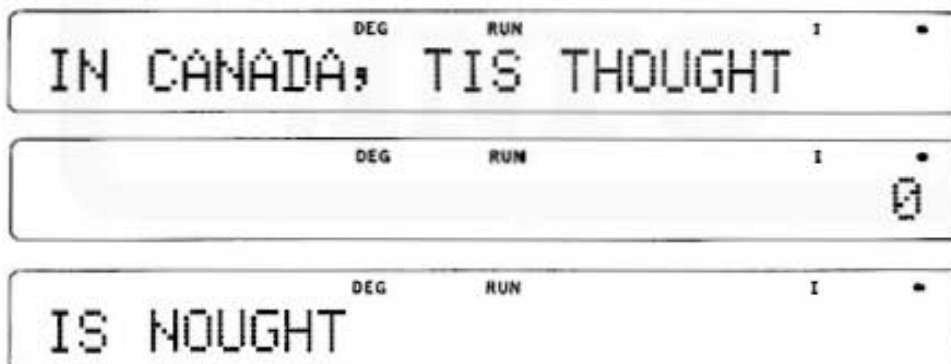 DEG RUN I
IN CANADA, TIS THOUGHT
DEG RUN I
0
DEG RUN I
IS NOUGHT